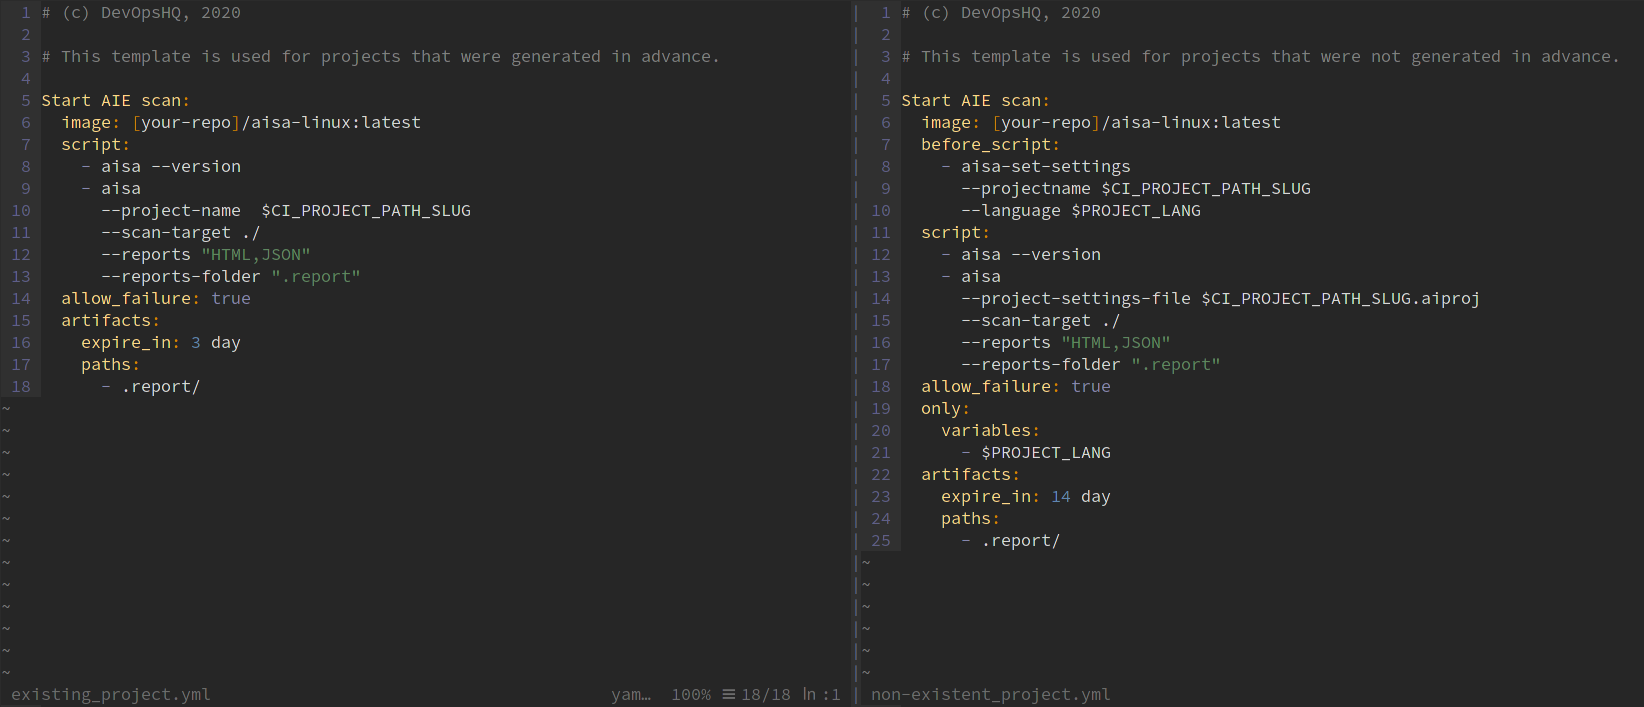 1 # (c) DevOpsHQ, 2020
2
3 # This template is used for projects that were generated in advance.
4
5 Start AIE scan:
6   image: [your-repo]/aisa-linux:latest
7   script:
8     - aisa --version
9     - aisa
10       --project-name  $CI_PROJECT_PATH_SLUG
11       --scan-target ./
12       --reports "HTML,JSON"
13       --reports-folder ".report"
14   allow_failure: true
15   artifacts:
16     expire_in: 3 day
17     paths:
18       - .report/
~
~
~
~
~
~
~
~
~
~
~
~
~
existing_project.yml yam… 100% ☰ 18/18 ln :1
1 # (c) DevOpsHQ, 2020
2
3 # This template is used for projects that were not generated in advance.
4
5 Start AIE scan:
6   image: [your-repo]/aisa-linux:latest
7   before_script:
8     - aisa-set-settings
9       --projectname $CI_PROJECT_PATH_SLUG
10       --language $PROJECT_LANG
11   script:
12     - aisa --version
13     - aisa
14       --project-settings-file $CI_PROJECT_PATH_SLUG.aiproj
15       --scan-target ./
16       --reports "HTML,JSON"
17       --reports-folder ".report"
18   allow_failure: true
19   only:
20     variables:
21       - $PROJECT_LANG
22   artifacts:
23     expire_in: 14 day
24     paths:
25       - .report/
~
~
~
~
~
~
non-existent_project.yml